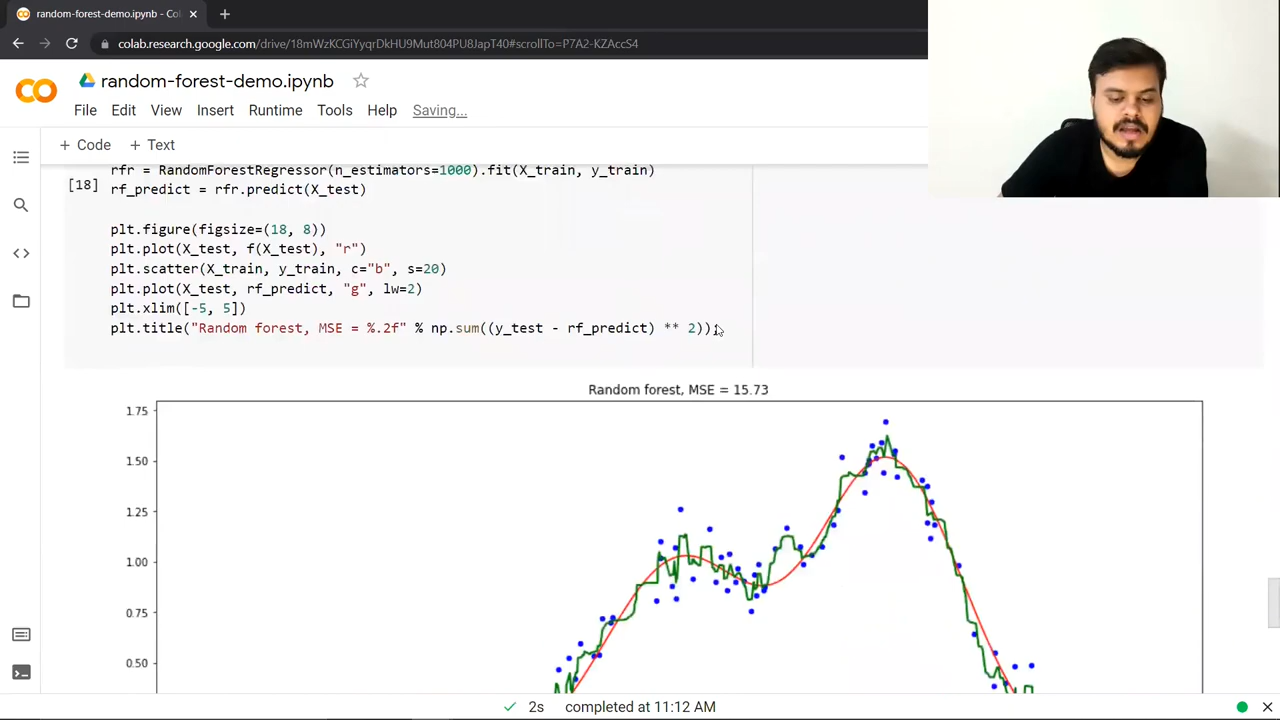 random-forest-demo.ipynb - Co
colab.research.google.com/drive/18mWzKCGiYyqrDkHU9Mut804PU8JapT40#scrollTo=P7A2-KZAccS4
random-forest-demo.ipynb
File Edit View Insert Runtime Tools Help Saving...
+ Code + Text
rfr = RandomForestRegressor(n_estimators=1000).fit(X_train, y_train)
[18] rf_predict = rfr.predict(X_test)
plt.figure(figsize=(18, 8))
plt.plot(X_test, f(X_test), "r")
plt.scatter(X_train, y_train, c="b", s=20)
plt.plot(X_test, rf_predict, "g", lw=2)
plt.xlim([-5, 5])
plt.title("Random forest, MSE = %.2f" % np.sum((y_test - rf_predict) ** 2));
Random forest, MSE = 15.73
1.75
1.50
1.25
1.00
0.75
0.50
2s completed at 11:12 AM